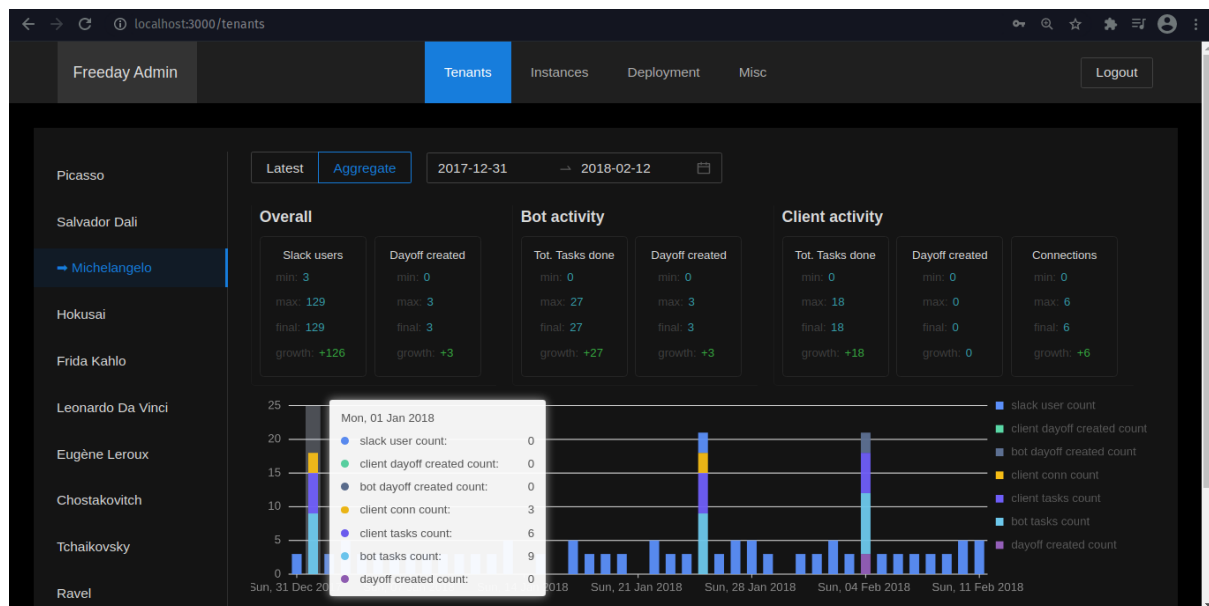 localhost:3000/tenants
Freeday Admin
Tenants
Instances
Deployment
Misc
Logout
Picasso
Salvador Dali
➡ Michelangelo
Hokusai
Frida Kahlo
Leonardo Da Vinci
Eugène Leroux
Chostakovitch
Tchaikovsky
Ravel
Latest
Aggregate
2017-12-31 → 2018-02-12
Overall
Slack users
min: 3
max: 129
final: 129
growth: +126
Dayoff created
min: 0
max: 3
final: 3
growth: +3
Bot activity
Tot. Tasks done
min: 0
max: 27
final: 27
growth: +27
Dayoff created
min: 0
max: 3
final: 3
growth: +3
Client activity
Tot. Tasks done
min: 0
max: 18
final: 18
growth: +18
Dayoff created
min: 0
max: 0
final: 0
growth: 0
Connections
min: 0
max: 6
final: 6
growth: +6
25
20
15
10
5
0
Mon, 01 Jan 2018
slack user count: 0
client dayoff created count: 0
bot dayoff created count: 0
client conn count: 3
client tasks count: 6
bot tasks count: 9
dayoff created count: 0
Sun, 31 Dec 20
2018
Sun, 21 Jan 2018
Sun, 28 Jan 2018
Sun, 04 Feb 2018
Sun, 11 Feb 2018
slack user count
client dayoff created count
bot dayoff created count
client conn count
client tasks count
bot tasks count
dayoff created count